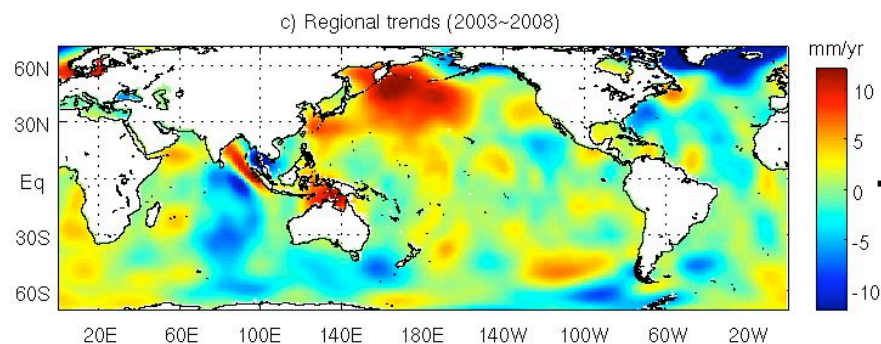 c) Regional trends (2003~2008)
mm/yr
60N
30N
Eq
30S
60S
10
5
0
-5
-10
20E 60E 100E 140E 180E 140W 100W 60W 20W